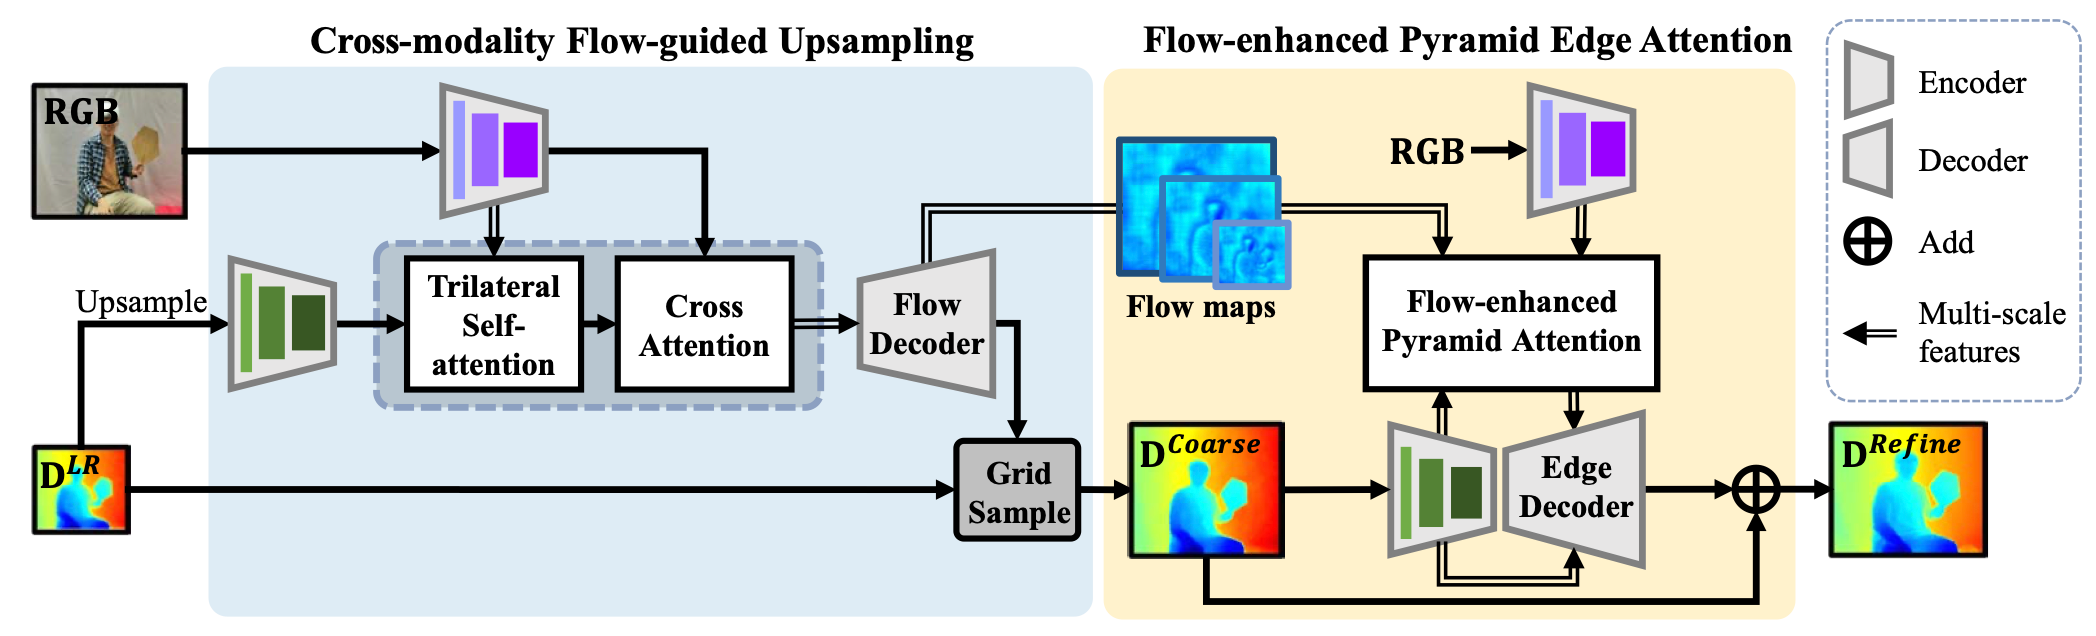 Cross-modality Flow-guided Upsampling
Flow-enhanced Pyramid Edge Attention
RGB
Upsample
D^LR
Trilateral
Self-
attention
Cross
Attention
Flow
Decoder
Grid
Sample
Flow maps
RGB
Flow-enhanced
Pyramid Attention
D^Coarse
Edge
Decoder
D^Refine
Encoder
Decoder
Add
Multi-scale
features